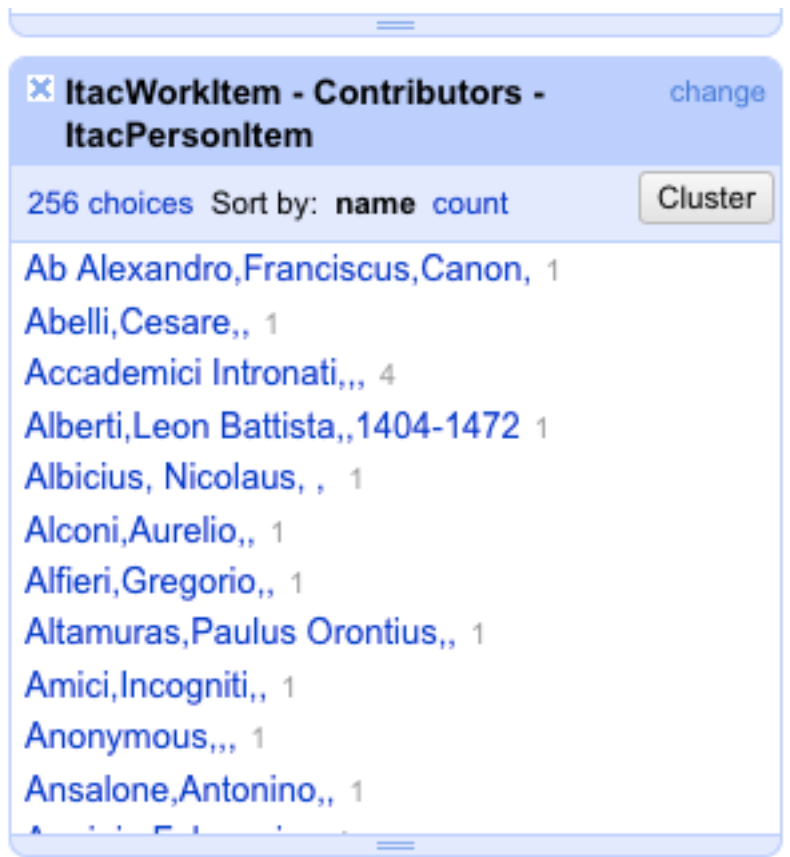 ItacWorkItem - Contributors - change
ItacPersonItem
256 choices Sort by: name count Cluster
Ab Alexandro,Franciscus,Canon, 1
Abelli,Cesare,, 1
Accademici Intronati,,, 4
Alberti,Leon Battista,,1404-1472 1
Albicius, Nicolaus, , 1
Alconi,Aurelio,, 1
Alfieri,Gregorio,, 1
Altamuras,Paulus Orontius,, 1
Amici,Incogniti,, 1
Anonymous,,, 1
Ansalone,Antonino,, 1